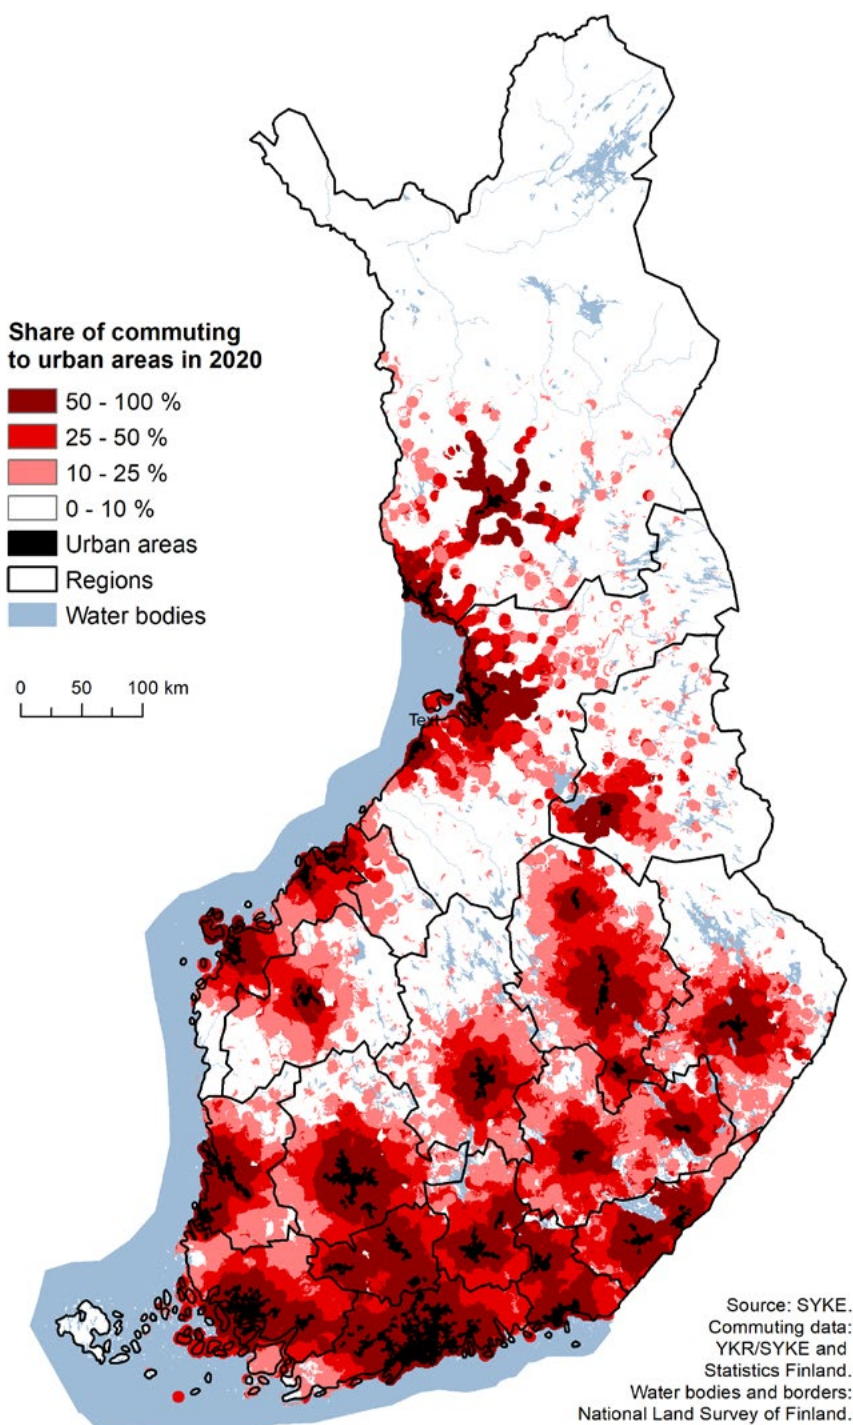 Share of commuting
to urban areas in 2020
50 - 100 %
25 - 50 %
10 - 25 %
0 - 10 %
Urban areas
Regions
Water bodies
0 50 100 km
Text
Source: SYKE.
Commuting data:
YKR/SYKE and
Statistics Finland.
Water bodies and borders:
National Land Survey of Finland.